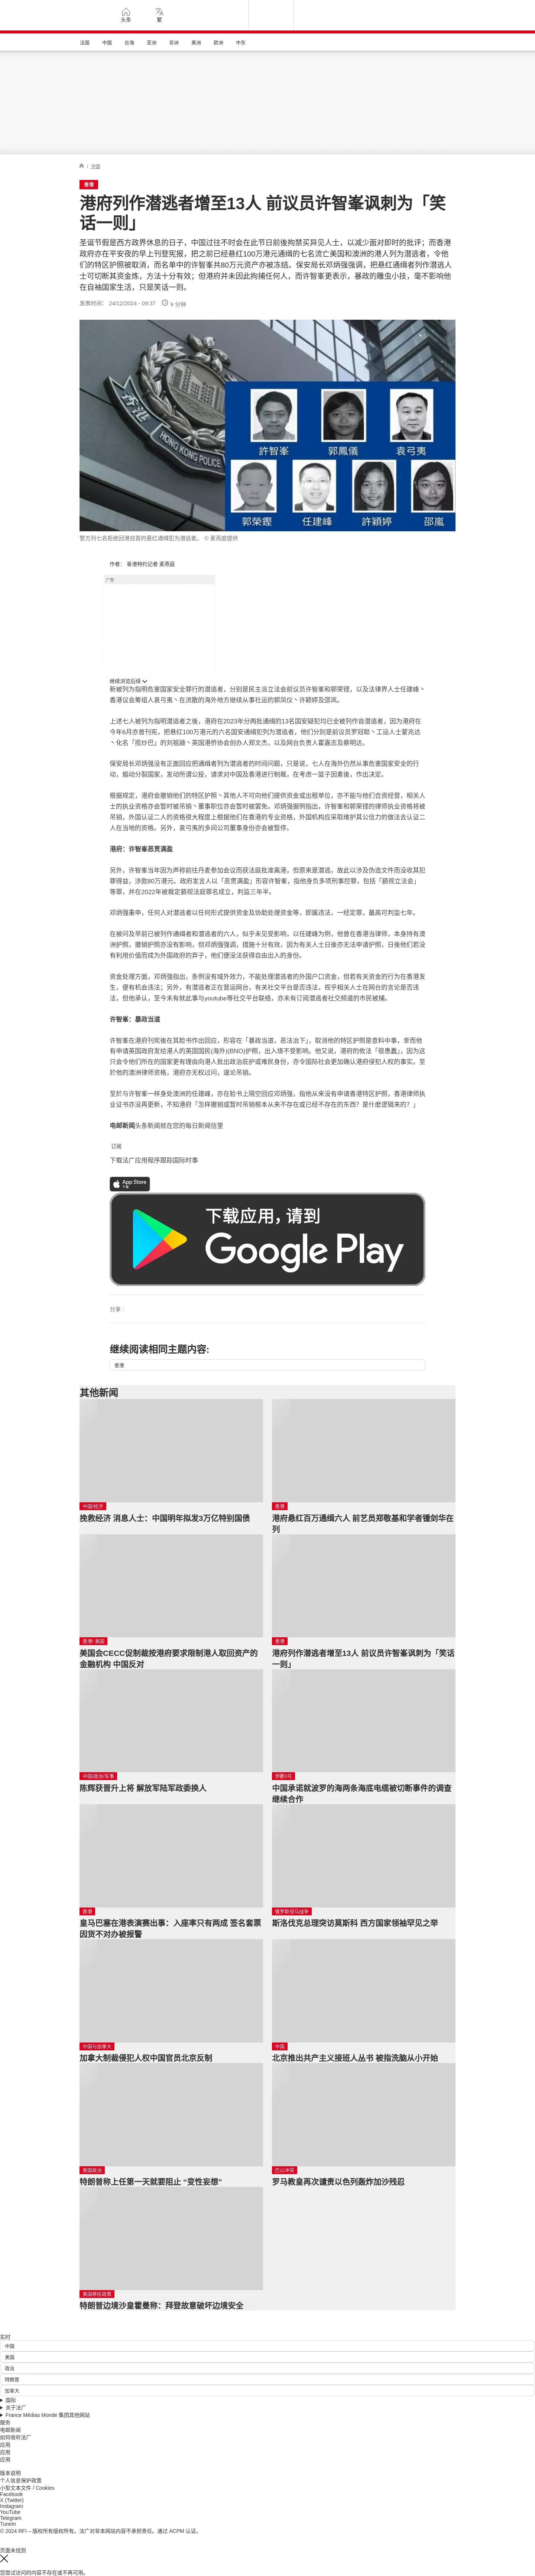 头条
繁
法国
中国
台海
亚洲
非洲
美洲
欧洲
中东
/ 中国
香港
港府列作潜逃者增至13人 前议员许智峯讽刺为「笑
话一则」
圣诞节假是西方政界休息的日子，中国过往不时会在此节日前後拘禁买异见人士，以减少面对即时的批评；而香港
政府亦在平安夜的早上刊登宪报，把之前已经悬红100万港元通缉的七名流亡美国和澳洲的港人列为潜逃者，令他
们的特区护照被取消，而名单中的许智峯共80万元资产亦被冻结。保安局长邓炳强强调，把悬红通缉者列作潜逃人
士可切断其资金炼，方法十分有效；但港府并未因此拘捕任何人，而许智峯更表示，暴政的雕虫小技，毫不影响他
在自袖国家生活，只是笑话一则。
发表时间： 24/12/2024 - 09:37
9 分钟
HONG KONG POLICE
許智峯
郭鳳儀
袁弓夷
郭榮鏗
任建峰
許穎婷
邵嵐
警方列七名拒绝回港自首的悬红通缉犯为潜逃者。 © 麦燕庭提供
作者： 香港特约记者 麦燕庭
广告
继续浏览后续
新被列为指明危害国家安全罪行的潜逃者，分别是民主派立法会前议员许智峯和郭荣铿，以及法律界人士任建峰丶
香港议会筹组人袁弓夷丶在流散的海外地方继续从事社运的郭凤仪丶许颖婷及邵岚。
上述七人被列为指明潜逃者之後，港府在2023年分两批通缉的13名国安疑犯均已全被列作齿潜逃者，因为港府在
今年6月亦曾刊宪，把悬红100万港元的六名国安通缉犯列为潜逃者，他们分别是前议员罗冠聪丶工运人士蒙兆达
丶化名「揽炒巴」的刘祖廸丶英国港侨协会创办人郑文杰，以及网台负责人霍嘉志及蔡明达。
保安局长邓炳强没有正面回应把通缉者列为潜逃者的时间问题，只是说，七人在海外仍然从事危害国家安全的行
动，煽动分裂国家，发动所谓公投，请求对中国及香港进行制裁，在考虑一篮子因素後，作出决定。
根据规定，港府会撤销他们的特区护照丶其他人不可向他们提供资金或出租单位，亦不能与他们合资经营，相关人
士的执业资格亦会暂时被吊销丶董事职位亦会暂时被罢免。邓炳强据例指出，许智峯和郭荣铿的律师执业资格将被
吊销，外国认证二人的资格很大程度上根据他们在香港的专业资格，外国机构应采取维护其公信力的做法去认证二
人在当地的资格。另外，袁弓夷的多间公司董事身份亦会被暂停。
港府：许智峯恶贯满盈
另外，许智峯当年因为声称前往丹麦参加会议而获法庭批准离港，但原来是潜逃，故此以涉及伪造文件而没收其犯
罪得益，涉款80万港元。政府发言人以「恶贯满盈」形容许智峯，指他身负多项刑事控罪，包括「藐视立法会」
等罪，并在2022年被裁定藐视法庭罪名成立，判监三年半。
邓炳强重申，任何人对潜逃者以任何形式提供资金及协助处理资金等，即属违法，一经定罪，最高可判监七年。
在被问及早前已被列作通缉者和潜逃者的六人，似乎未见受影响，以任建峰为例，他曾在香港当律师，本身持有澳
洲护照，撤销护照亦没有影响，但邓炳强强调，措施十分有效，因为有关人士日後亦无法申请护照，日後他们若没
有利用价值而成为外国政府的弃子，他们便没法获得自由出入的身份。
资金处理方面，邓炳强指出，条例没有域外效力，不能处理潜逃者的外国户口资金，但若有关资金的行为在香港发
生，便有机会违法；另外，有潜逃者正在营运网台，有关社交平台是否违法，视乎相关人士在网台的言论是否违
法，但他承认，至今未有就此事与youtube等社交平台联络，亦未有订阅潜逃者社交频道的市民被捕。
许智峯：暴政当道
许智峯在港府刊宪後在其脸书作出回应，形容在「暴政当道，恶法治下」，取消他的特区护照是意料中事，幸而他
有申请英国政府发给港人的英国国民(海外)(BNO)护照，出入境不受影响。他又说，港府的攸法「很愚蠢」，因为这
只会令他们所在的国家更有理由向港人批出政治庇护或难民身份，亦令国际社会更加确认港府侵犯人权的事实。至
於他的澳洲律师资格，港府亦无权过问，遑论吊销。
至於与许智峯一样身处澳洲的任建峰，亦在脸书上隔空回应邓炳强，指他从来没有申请香港特区护照，香港律师执
业证书亦没再更新，不知港府「怎样撤销或暂时吊销根本从来不存在或已经不存在的东西？是什麽逻辑来的？」
电邮新闻头条新闻就在您的每日新闻信里
订阅
下载法广应用程序跟踪国际时事
App Store
下载应用，请到
Google Play
分享 :
继续阅读相同主题内容:
香港
其他新闻
中国/经济
挽救经济 消息人士：中国明年拟发3万亿特别国债
香港
港府悬红百万通缉六人 前艺员郑敬基和学者锺剑华在
列
香港/ 美国
美国会CECC促制裁按港府要求限制港人取回资产的
金融机构 中国反对
香港
港府列作潜逃者增至13人 前议员许智峯讽刺为「笑话
一则」
中国/政治/军事
陈辉获晋升上将 解放军陆军政委换人
伊鹏3号
中国承诺就波罗的海两条海底电缆被切断事件的调查
继续合作
香港
皇马巴塞在港表演赛出事：入座率只有两成 签名套票
因货不对办被报警
俄罗斯侵乌战争
斯洛伐克总理突访莫斯科 西方国家领袖罕见之举
中国与加拿大
加拿大制裁侵犯人权中国官员北京反制
中国
北京推出共产主义接班人丛书 被指洗脑从小开始
美国政治
特朗普称上任第一天就要阻止 “变性妄想”
巴以冲突
罗马教皇再次谴责以色列轰炸加沙残忍
美国移民政策
特朗普边境沙皇霍曼称：拜登故意破坏边境安全
实时
中国
美国
政治
特朗普
加拿大
国际
关于法广
France Médias Monde 集团其他网站
服务
电邮新闻
如何收听法广
应用
应用
应用
版本说明
个人信息保护政策
小型文本文件 / Cookies
Facebook
X (Twitter)
Instagram
YouTube
Telegram
TuneIn
© 2024 RFI – 版权所有版权所有。法广对非本网站内容不承担责任。通过 ACPM 认证。
页面未找到
您尝试访问的内容不存在或不再可用。